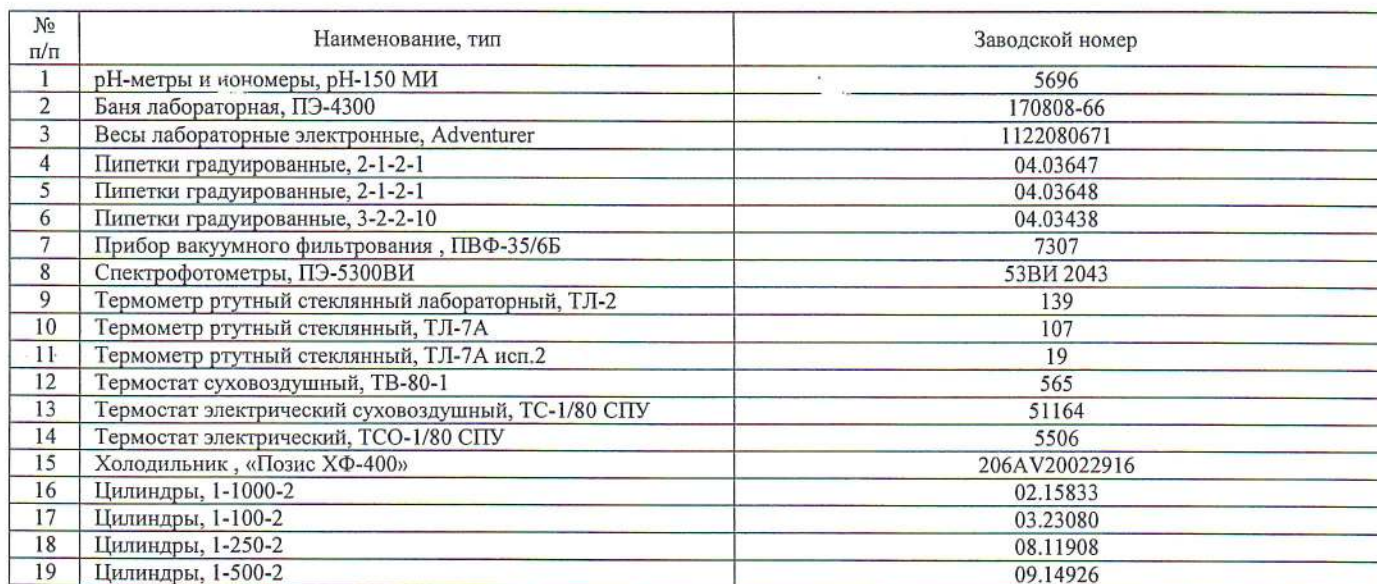 №
п/п
Наименование, тип
Заводской номер
1 pH-метры и иономеры, pH-150 МИ 5696
2 Баня лабораторная, ПЭ-4300 170808-66
3 Весы лабораторные электронные, Adventurer 1122080671
4 Пипетки градуированные, 2-1-2-1 04.03647
5 Пипетки градуированные, 2-1-2-1 04.03648
6 Пипетки градуированные, 3-2-2-10 04.03438
7 Прибор вакуумного фильтрования , ПВФ-35/6Б 7307
8 Спектрофотометры, ПЭ-5300ВИ 53ВИ 2043
9 Термометр ртутный стеклянный лабораторный, ТЛ-2 139
10 Термометр ртутный стеклянный, ТЛ-7А 107
11 Термометр ртутный стеклянный, ТЛ-7А исп.2 19
12 Термостат суховоздушный, ТВ-80-1 565
13 Термостат электрический суховоздушный, ТС-1/80 СПУ 51164
14 Термостат электрический, ТСО-1/80 СПУ 5506
15 Холодильник , «Позис ХФ-400» 206AV20022916
16 Цилиндры, 1-1000-2 02.15833
17 Цилиндры, 1-100-2 03.23080
18 Цилиндры, 1-250-2 08.11908
19 Цилиндры, 1-500-2 09.14926